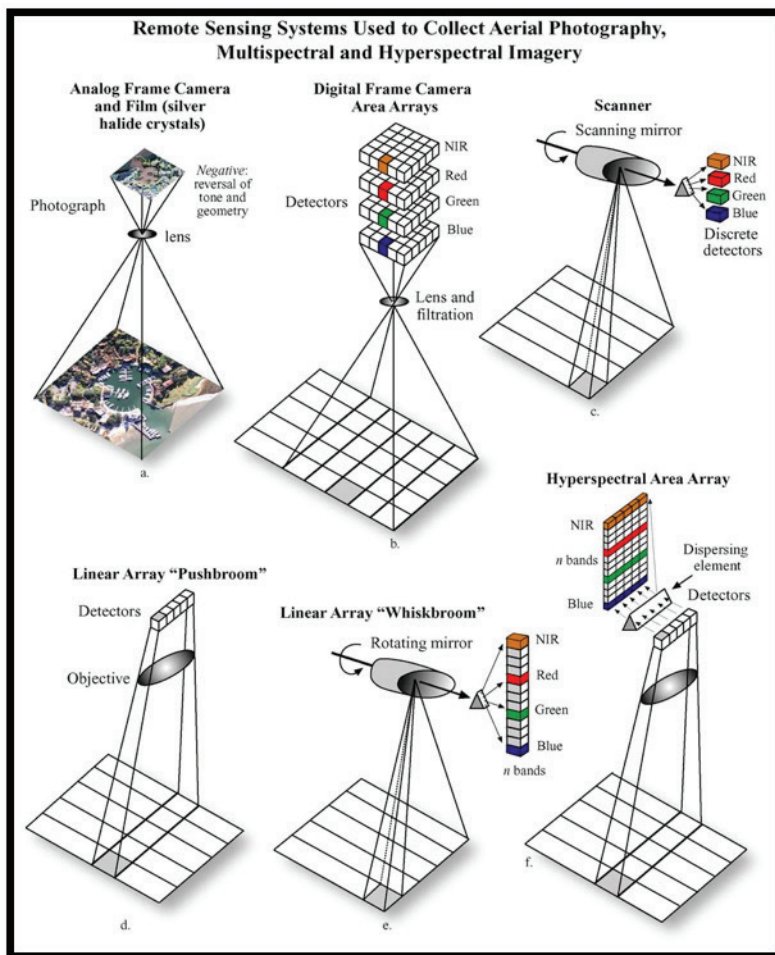 Remote Sensing Systems Used to Collect Aerial Photography,
Multispectral and Hyperspectral Imagery
Analog Frame Camera
and Film (silver
halide crystals)
Negative:
reversal of
tone and
geometry
Photograph
lens
a.
Digital Frame Camera
Area Arrays
NIR
Red
Detectors
Green
Blue
Lens and
filtration
b.
Scanner
Scanning mirror
NIR
Red
Green
Blue
Discrete
detectors
c.
Linear Array “Pushbroom”
Detectors
Objective
d.
Linear Array “Whiskbroom”
Rotating mirror
NIR
Red
Green
Blue
n bands
e.
Hyperspectral Area Array
NIR
n bands
Blue
Dispersing
element
Detectors
f.